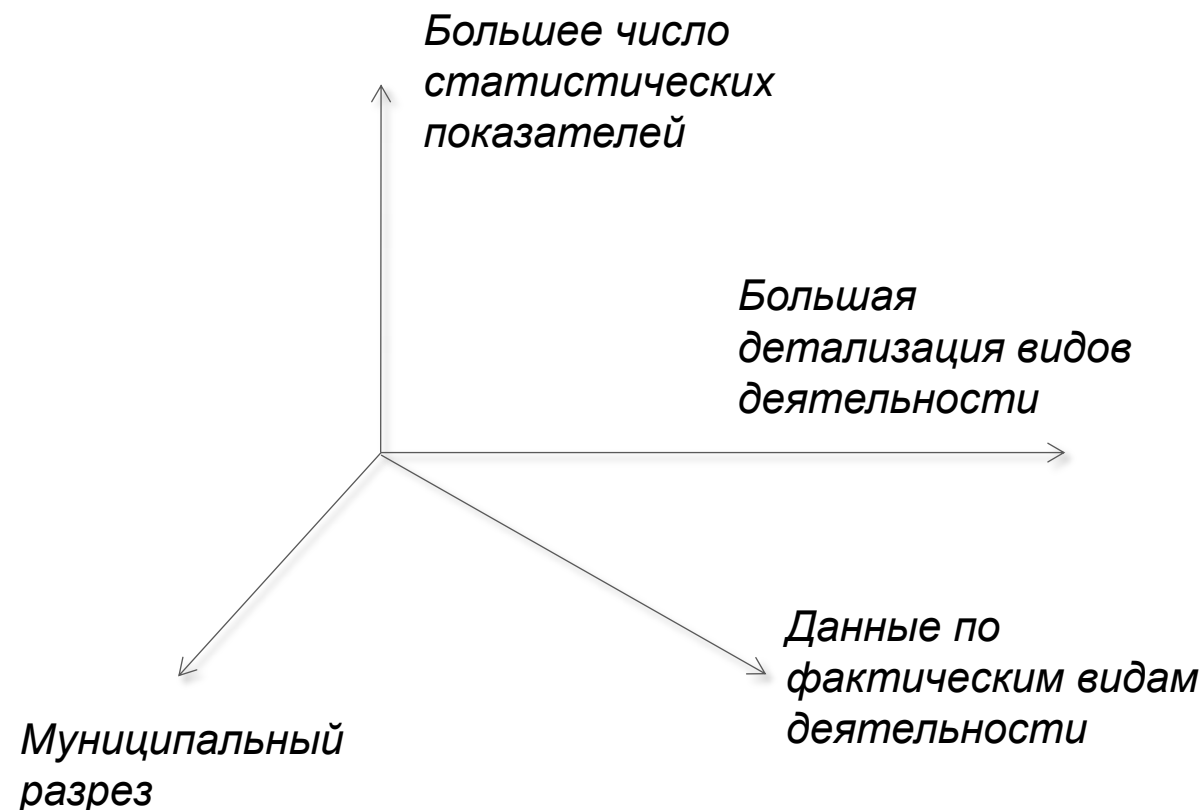 Большее число
статистических
показателей
Большая
детализация видов
деятельности
Данные по
фактическим видам
деятельности
Муниципальный
разрез